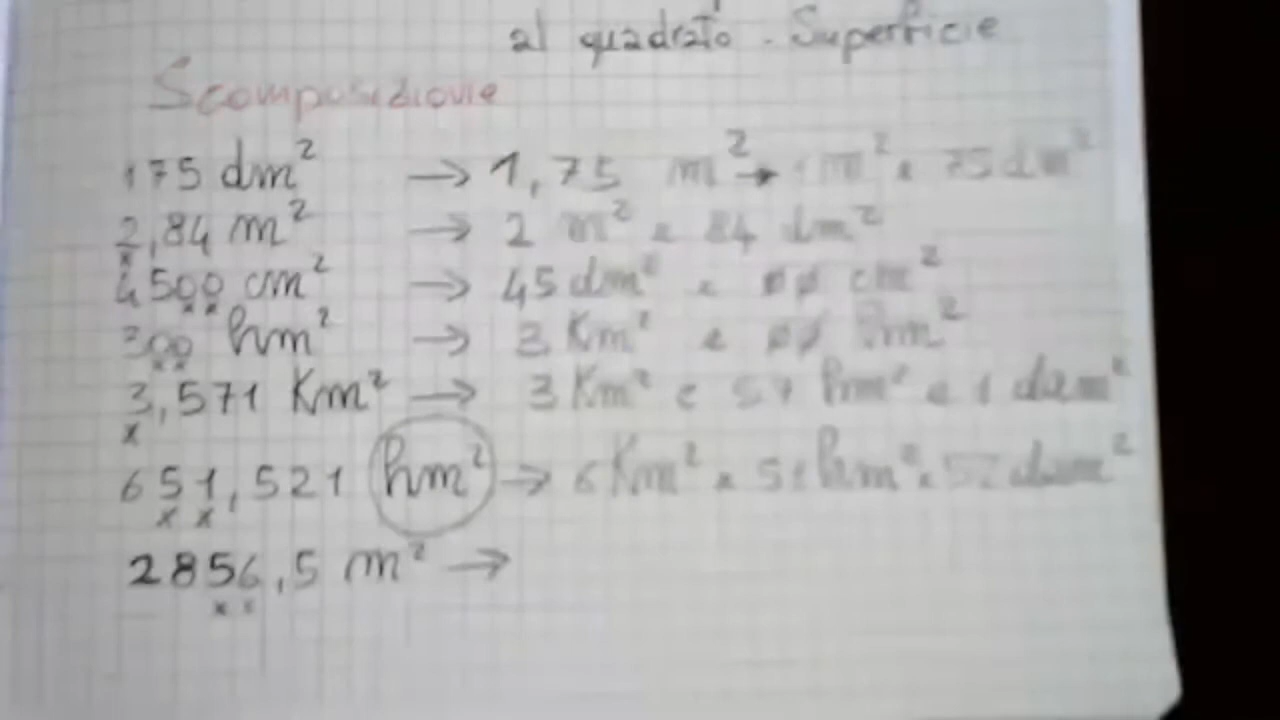 al quadrato. Superficie
Scomposizione
175 dm² → 1,75 m² → 1m² e 75 dm²
2,84 m² → 2 m² e 84 dm²
4500 cm² → 45 dm² e 00 cm²
300 hm² → 3 Km² e 00 hm²
3,571 Km² → 3 Km² e 57 hm² e 1 dam²
651,521 hm² → 6 Km² e 51 hm² e 52 dam²
2856,5 m² →